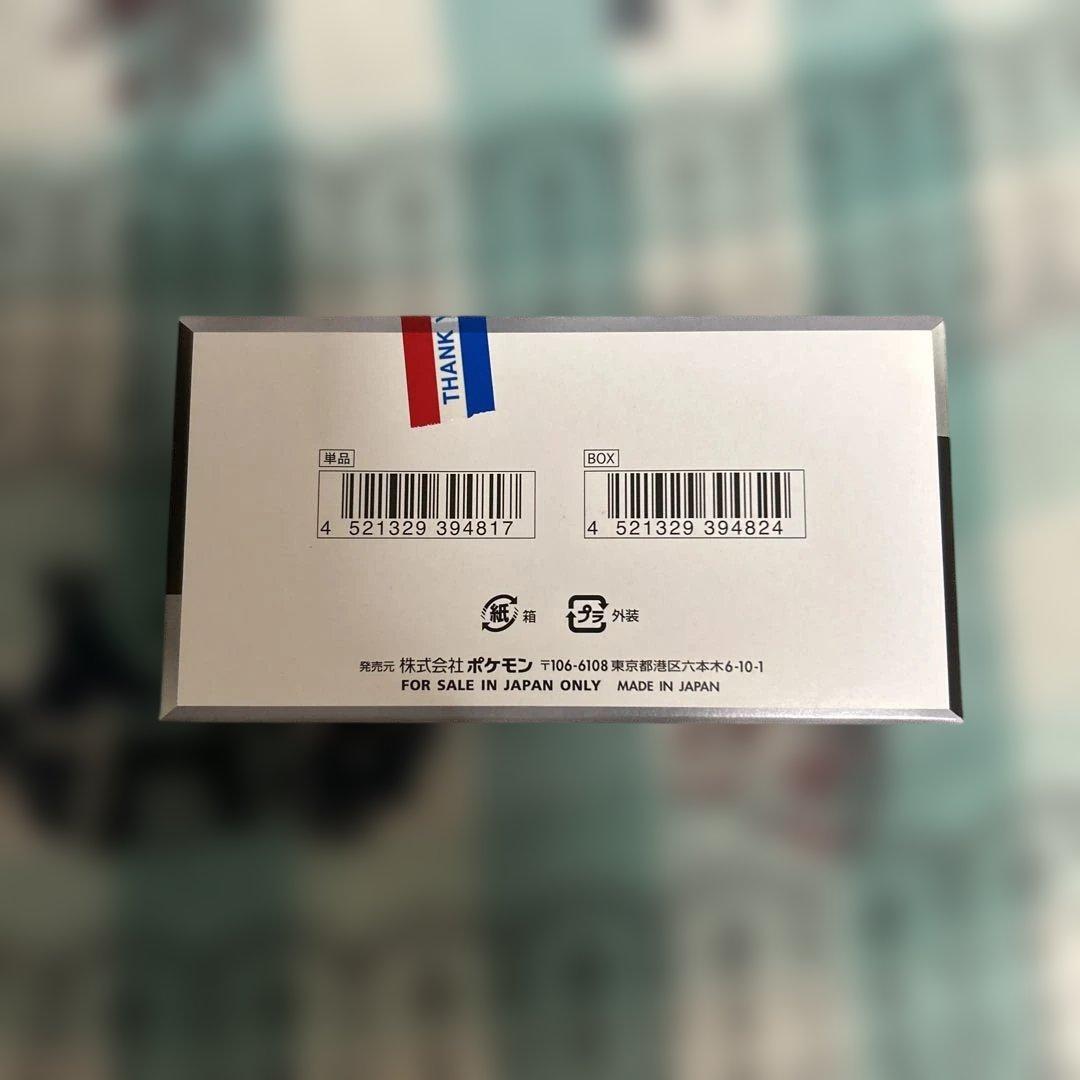 THANK Y
単品
4 521329 394817
BOX
4 521329 394824
紙 箱
プラ 外装
発売元 株式会社 ポケモン 〒106-6108 東京都港区六本木6-10-1
FOR SALE IN JAPAN ONLY MADE IN JAPAN